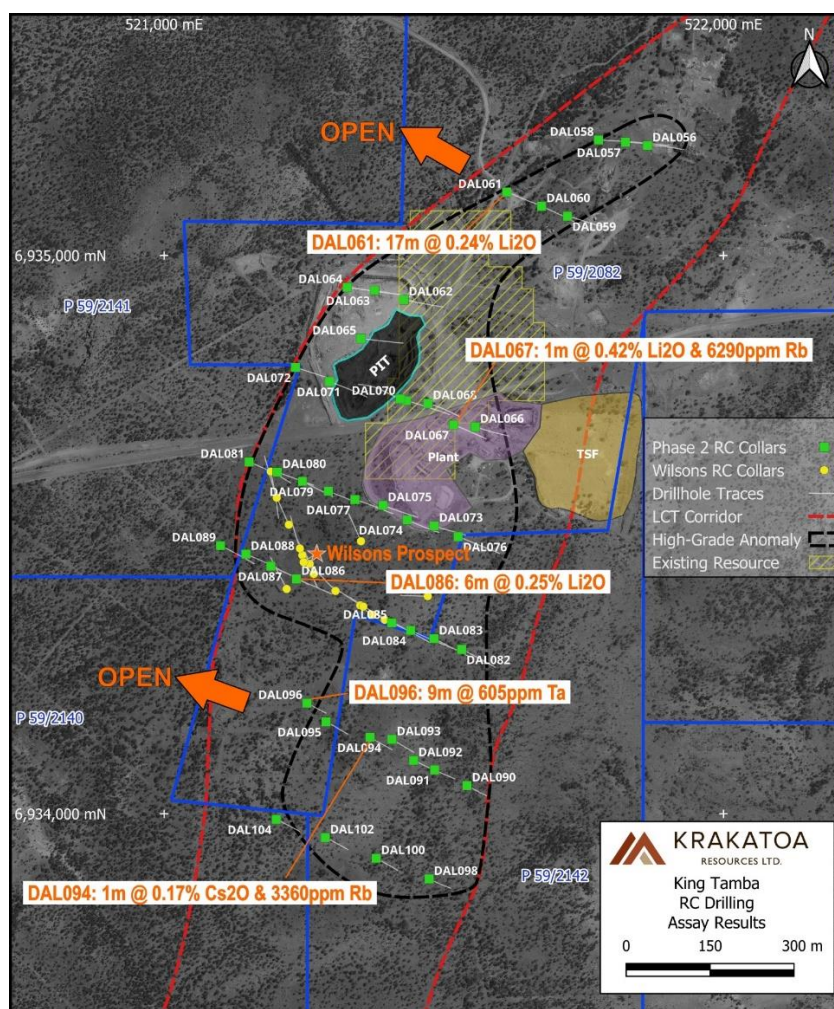 521,000 mE
522,000 mE
N
OPEN
DAL058
DAL056
DAL057
DAL061
DAL060
DAL059
DAL061: 17m @ 0.24% Li2O
6,935,000 mN
P 59/2082
P 59/2141
DAL064
DAL063
DAL062
DAL065
PIT
DAL067: 1m @ 0.42% Li2O & 6290ppm Rb
DAL072
DAL071
DAL070
DAL068
DAL067
DAL066
Plant
TSF
DAL081
DAL080
DAL079
DAL077
DAL075
DAL074
DAL073
DAL076
Phase 2 RC Collars
Wilsons RC Collars
Drillhole Traces
LCT Corridor
High-Grade Anomaly
Existing Resource
DAL089
DAL088
Wilsons Prospect
DAL087
DAL086
DAL086: 6m @ 0.25% Li2O
DAL085
DAL084
DAL083
DAL082
OPEN
DAL096
DAL096: 9m @ 605ppm Ta
P 59/2140
DAL095
DAL094
DAL093
DAL092
DAL091
DAL090
6,934,000 mN
DAL104
DAL102
DAL100
DAL098
P 59/2142
DAL094: 1m @ 0.17% Cs2O & 3360ppm Rb
KRAKATOA
RESOURCES LTD.
King Tamba
RC Drilling
Assay Results
0 150 300 m